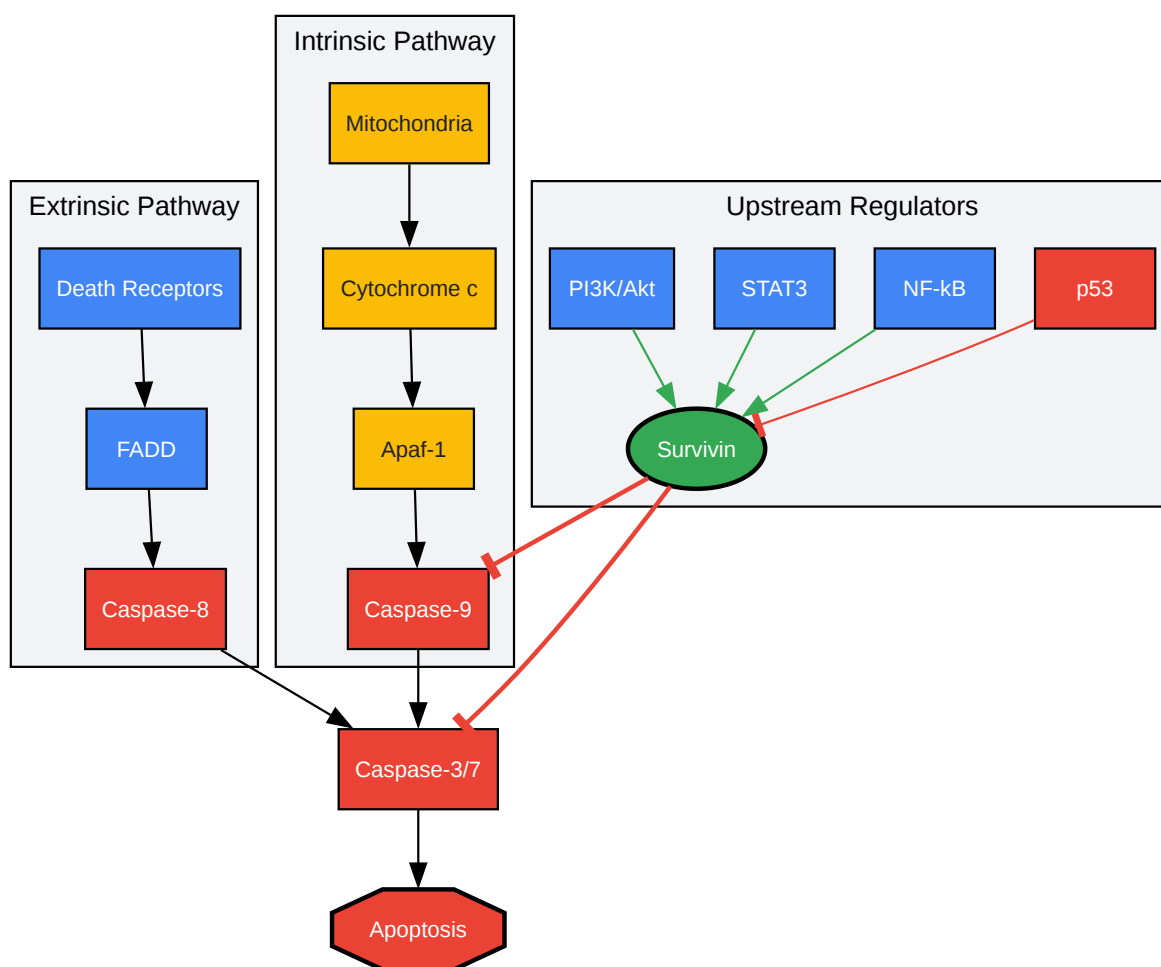 Intrinsic Pathway
Mitochondria
Extrinsic Pathway
Upstream Regulators
Death Receptors
Cytochrome c
PI3K/Akt
STAT3
NF-kB
p53
FADD
Apaf-1
Survivin
Caspase-8
Caspase-9
Caspase-3/7
Apoptosis